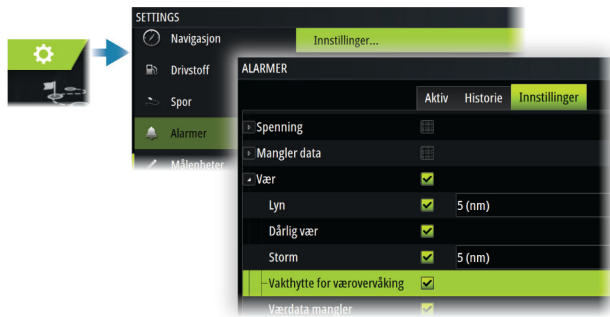 SETTINGS
Navigasjon
Innstillinger...
Drivstoff
Spor
Alarmer
Målenheter
ALARMER
Aktiv Historie Innstillinger
Spenning
Mangler data
Vær
Lyn 5 (nm)
Dårlig vær
Storm 5 (nm)
Vakthytte for værovervåking
Værdata mangler